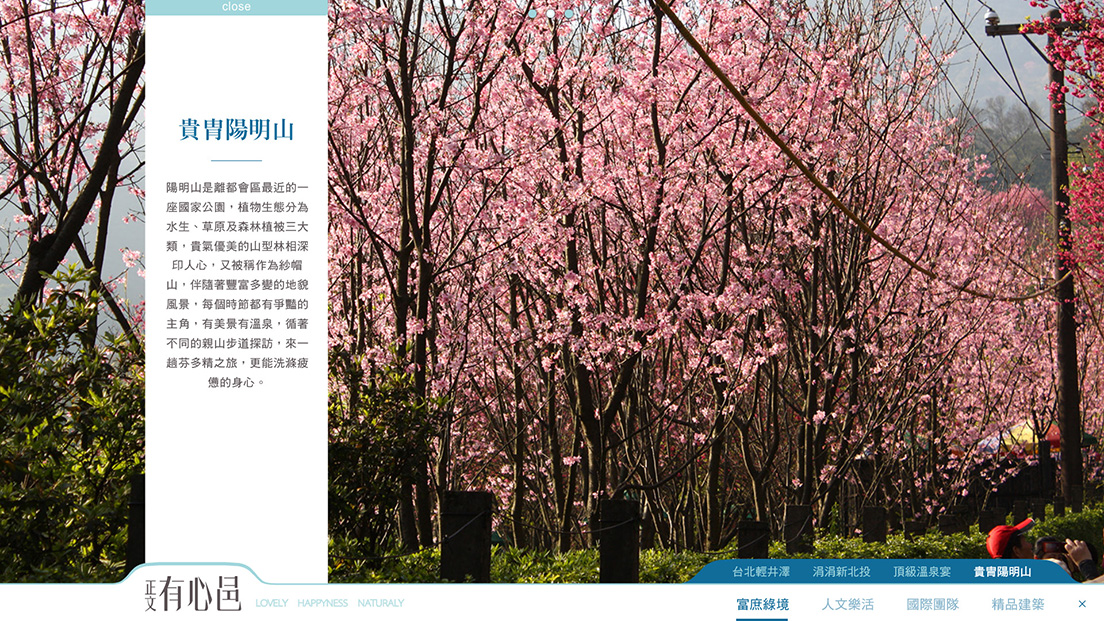 close
貴冑陽明山
陽明山是離都會區最近的一
座國家公園，植物生態分為
水生、草原及森林植被三大
類，貴氣優美的山型林相深
印人心，又被稱作為紗帽
山，伴隨著豐富多變的地貌
風景，每個時節都有爭豔的
主角，有美景有溫泉，循著
不同的親山步道探訪，來一
趟芬多精之旅，更能洗滌疲
憊的身心。
台北輕井澤 涓涓新北投 頂級溫泉宴 貴冑陽明山
正文有心邑 LOVELY HAPPYNESS NATURALY
富庶綠境 人文樂活 國際團隊 精品建築 ×